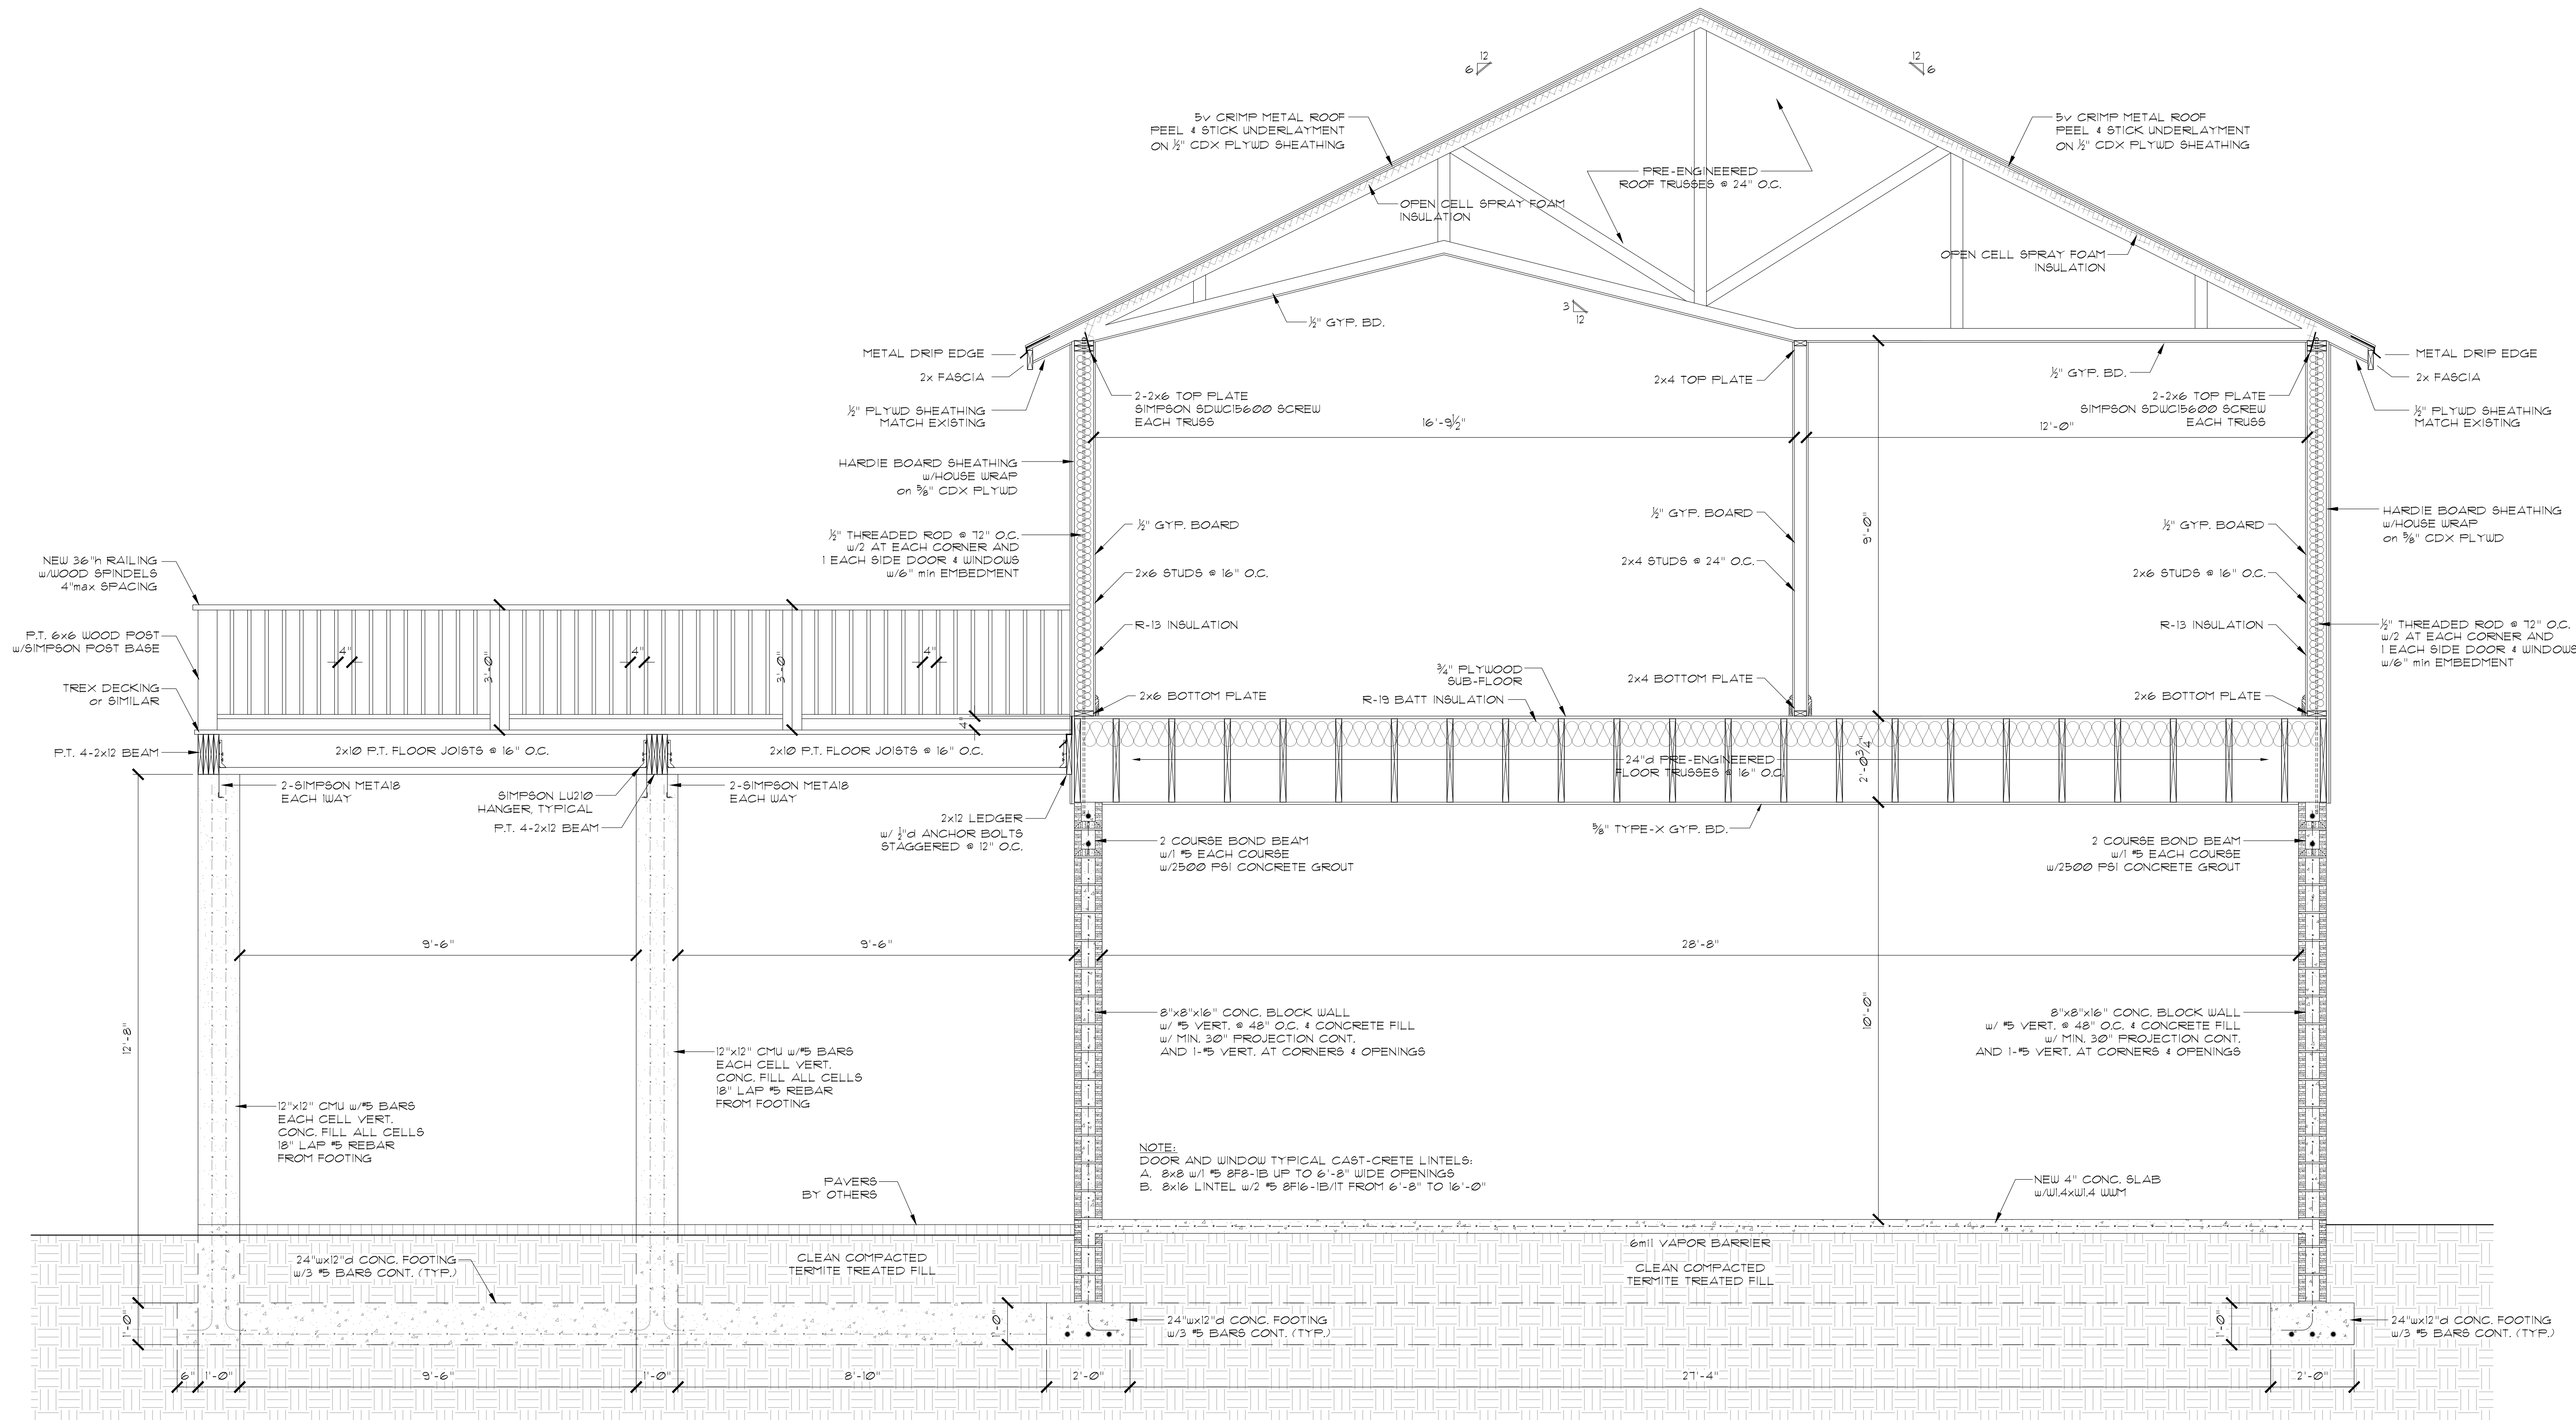 12
6
12
6
5v CRIMP METAL ROOF
PEEL & STICK UNDERLAYMENT
ON ½" CDX PLYWD SHEATHING
5v CRIMP METAL ROOF
PEEL & STICK UNDERLAYMENT
ON ½" CDX PLYWD SHEATHING
PRE-ENGINEERED
ROOF TRUSSES @ 24" O.C.
OPEN CELL SPRAY FOAM
INSULATION
OPEN CELL SPRAY FOAM
INSULATION
½" GYP. BD.
3
12
METAL DRIP EDGE
2x FASCIA
½" PLYWD SHEATHING
MATCH EXISTING
2-2x6 TOP PLATE
SIMPSON SDWC15600 SCREW
EACH TRUSS
2x4 TOP PLATE
½" GYP. BD.
2-2x6 TOP PLATE
SIMPSON SDWC15600 SCREW
EACH TRUSS
METAL DRIP EDGE
2x FASCIA
½" PLYWD SHEATHING
MATCH EXISTING
16'-9½"
12'-0"
HARDIE BOARD SHEATHING
w/HOUSE WRAP
on ⅝" CDX PLYWD
½" THREADED ROD @ 72" O.C.
w/2 AT EACH CORNER AND
1 EACH SIDE DOOR & WINDOWS
w/6" min EMBEDMENT
½" GYP. BOARD
2x6 STUDS @ 16" O.C.
R-13 INSULATION
2x6 BOTTOM PLATE
½" GYP. BOARD
2x4 STUDS @ 24" O.C.
2x4 BOTTOM PLATE
9'-0"
½" GYP. BOARD
2x6 STUDS @ 16" O.C.
R-13 INSULATION
2x6 BOTTOM PLATE
HARDIE BOARD SHEATHING
w/HOUSE WRAP
on ⅝" CDX PLYWD
½" THREADED ROD @ 72" O.C.
w/2 AT EACH CORNER AND
1 EACH SIDE DOOR & WINDOWS
w/6" min EMBEDMENT
NEW 36"h RAILING
w/WOOD SPINDELS
4"max SPACING
P.T. 6x6 WOOD POST
w/SIMPSON POST BASE
TREX DECKING
or SIMILAR
P.T. 4-2x12 BEAM
4"
3'-0"
4"
3'-0"
4"
4"
¾" PLYWOOD
SUB-FLOOR
R-19 BATT INSULATION
2x10 P.T. FLOOR JOISTS @ 16" O.C.
2x10 P.T. FLOOR JOISTS @ 16" O.C.
24"d PRE-ENGINEERED
FLOOR TRUSSES @ 16" O.C.
2'-0¾"
2-SIMPSON META18
EACH 1WAY
SIMPSON LU210
HANGER, TYPICAL
P.T. 4-2x12 BEAM
2-SIMPSON META18
EACH WAY
2x12 LEDGER
w/ ½"d ANCHOR BOLTS
STAGGERED @ 12" O.C.
⅝" TYPE-X GYP. BD.
2 COURSE BOND BEAM
w/1 #5 EACH COURSE
w/2500 PSI CONCRETE GROUT
2 COURSE BOND BEAM
w/1 #5 EACH COURSE
w/2500 PSI CONCRETE GROUT
9'-6"
9'-6"
28'-8"
12'-8"
10'-0"
8"x8"x16" CONC. BLOCK WALL
w/ #5 VERT. @ 48" O.C. & CONCRETE FILL
w/ MIN. 30" PROJECTION CONT.
AND 1-#5 VERT. AT CORNERS & OPENINGS
8"x8"x16" CONC. BLOCK WALL
w/ #5 VERT. @ 48" O.C. & CONCRETE FILL
w/ MIN. 30" PROJECTION CONT.
AND 1-#5 VERT. AT CORNERS & OPENINGS
12"x12" CMU w/#5 BARS
EACH CELL VERT.
CONC. FILL ALL CELLS
18" LAP #5 REBAR
FROM FOOTING
12"x12" CMU w/#5 BARS
EACH CELL VERT.
CONC. FILL ALL CELLS
18" LAP #5 REBAR
FROM FOOTING
NOTE:
DOOR AND WINDOW TYPICAL CAST-CRETE LINTELS:
A. 8x8 w/1 #5 8F8-1B UP TO 6'-8" WIDE OPENINGS
B. 8x16 LINTEL w/2 #5 8F16-1B/1T FROM 6'-8" TO 16'-0"
PAVERS
BY OTHERS
NEW 4" CONC. SLAB
w/W1.4xW1.4 WWM
24"wx12"d CONC. FOOTING
w/3 #5 BARS CONT. (TYP.)
CLEAN COMPACTED
TERMITE TREATED FILL
6mil VAPOR BARRIER
CLEAN COMPACTED
TERMITE TREATED FILL
1'-0"
1'-0"
24"wx12"d CONC. FOOTING
w/3 #5 BARS CONT. (TYP.)
1'-0"
24"wx12"d CONC. FOOTING
w/3 #5 BARS CONT. (TYP.)
6"
1'-0"
9'-6"
1'-0"
8'-10"
2'-0"
27'-4"
2'-0"